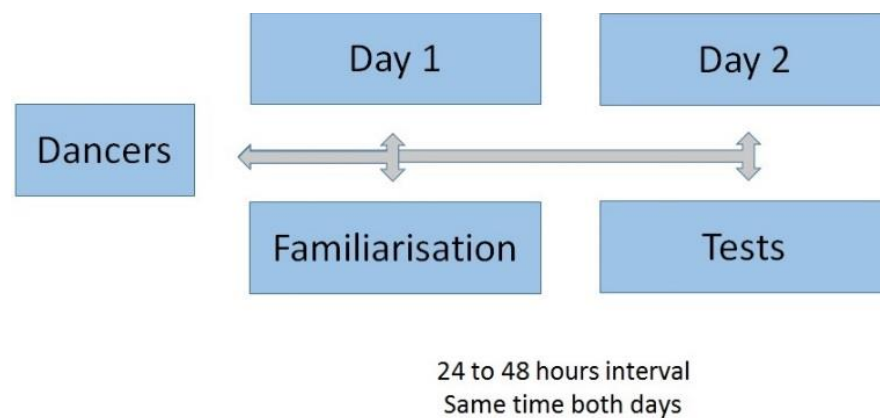 Day 1
Day 2
Dancers
Familiarisation
Tests
24 to 48 hours interval
Same time both days